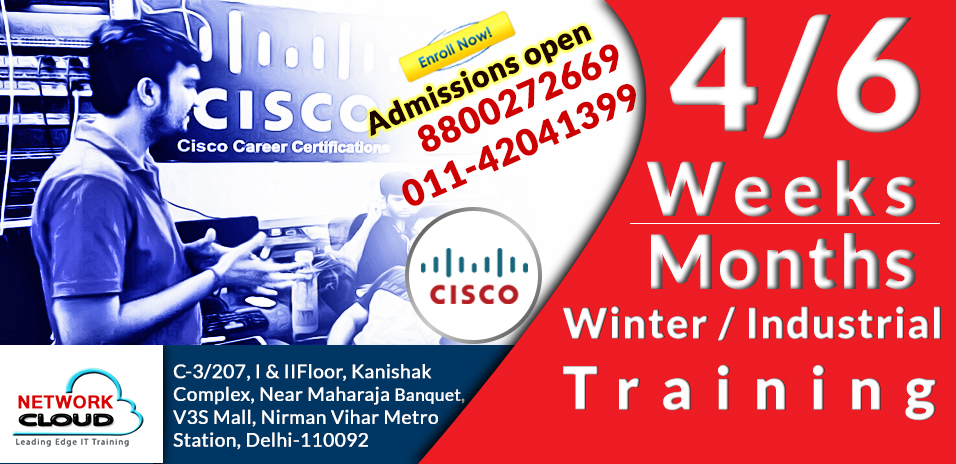 CISCO
Cisco Career Certifications
Enroll Now!
Admissions open
8800272669
011-42041399
CISCO
4/6
Weeks
Months
Winter / Industrial
Training
NETWORK
CLOUD
Leading Edge IT Training
C-3/207, I & IIFloor, Kanishak
Complex, Near Maharaja Banquet,
V3S Mall, Nirman Vihar Metro
Station, Delhi-110092